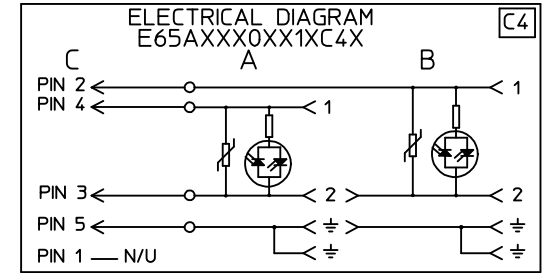 ELECTRICAL DIAGRAM
C4
E65AXXX0XX1XC4X
C A B
PIN 2 1
PIN 4 1
PIN 3 2 2
PIN 5
PIN 1 — N/U